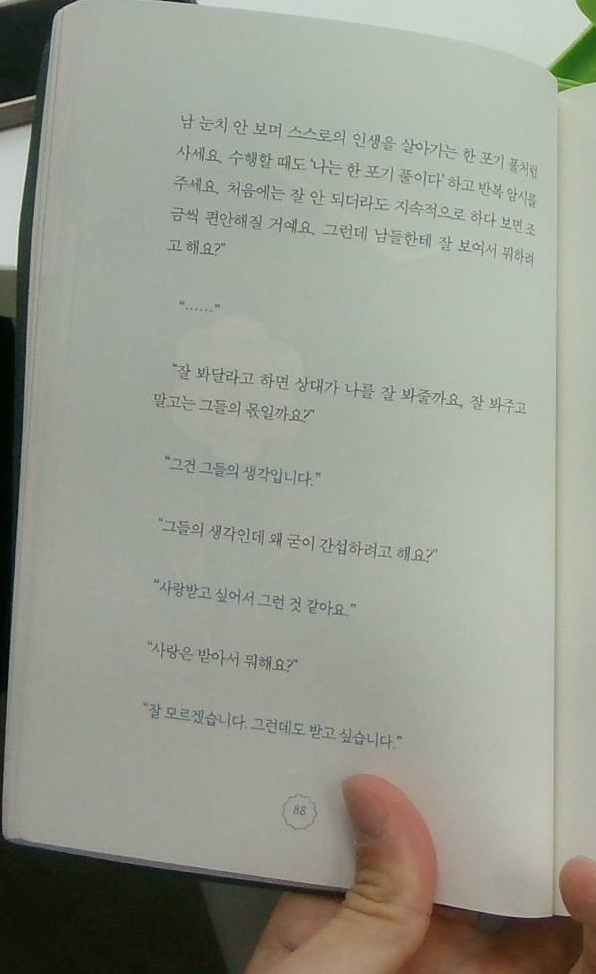 남 눈치 안 보며 스스로의 인생을 살아가는 한 포기 풀처럼
사세요. 수행할 때도 '나는 한 포기 풀이다' 하고 반복 암시를
주세요. 처음에는 잘 안 되더라도 지속적으로 하다 보면 조
금씩 편안해질 거예요. 그런데 남들한테 잘 보여서 뭐하려
고 해요?"
"……"
"잘 봐달라고 하면 상대가 나를 잘 봐줄까요, 잘 봐주고
말고는 그들의 몫일까요?"
"그건 그들의 생각입니다."
"그들의 생각인데 왜 굳이 간섭하려고 해요?"
"사랑받고 싶어서 그런 것 같아요."
"사랑은 받아서 뭐해요?"
"잘 모르겠습니다. 그런데도 받고 싶습니다."
88